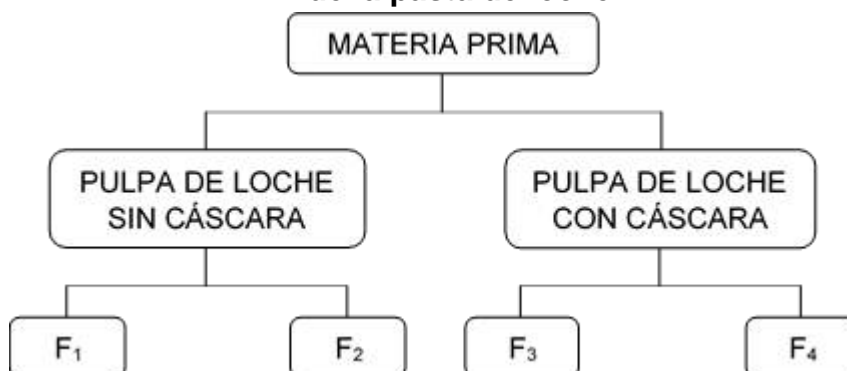 MATERIA PRIMA
PULPA DE LOCHE
SIN CÁSCARA
PULPA DE LOCHE
CON CÁSCARA
F₁
F₂
F₃
F₄